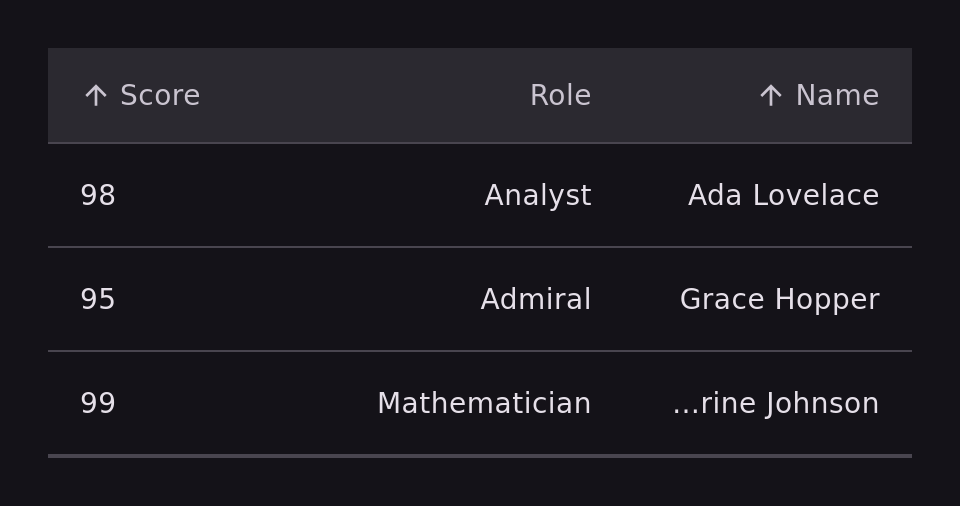 ↑ Score Role ↑ Name
98 Analyst Ada Lovelace
95 Admiral Grace Hopper
99 Mathematician …rine Johnson